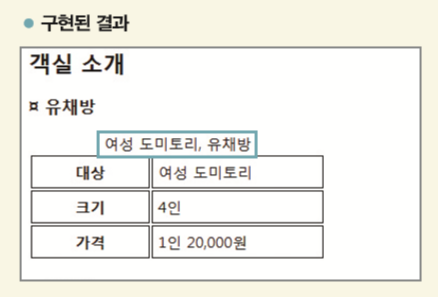 ● 구현된 결과
객실 소개
¤ 유채방
여성 도미토리, 유채방
대상 여성 도미토리
크기 4인
가격 1인 20,000원